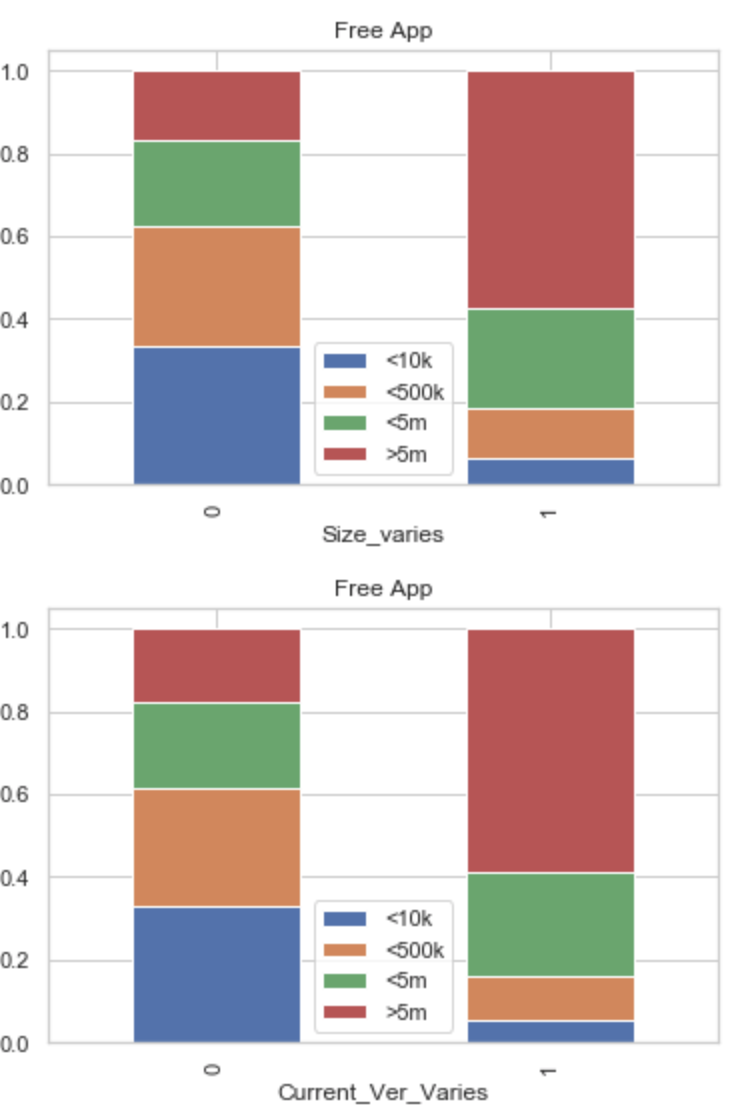 Free App
1.0
0.8
0.6
0.4
0.2
0.0
<10k
<500k
<5m
>5m
0
1
Size_varies
Free App
1.0
0.8
0.6
0.4
0.2
0.0
<10k
<500k
<5m
>5m
0
1
Current_Ver_Varies